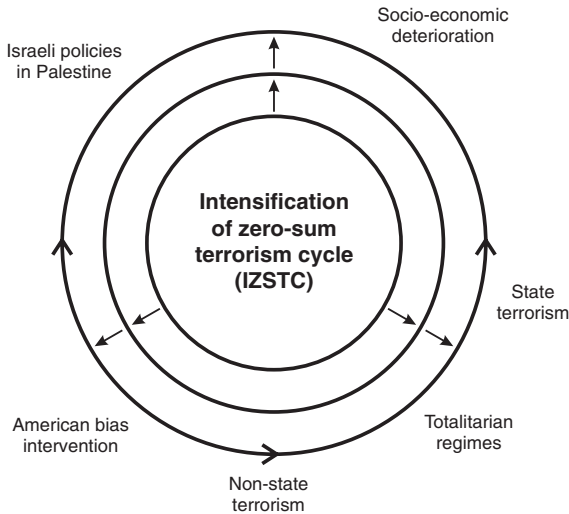 Socio-economic
deterioration
Israeli policies
in Palestine
Intensification
of zero-sum
terrorism cycle
(IZSTC)
State
terrorism
American bias
intervention
Totalitarian
regimes
Non-state
terrorism